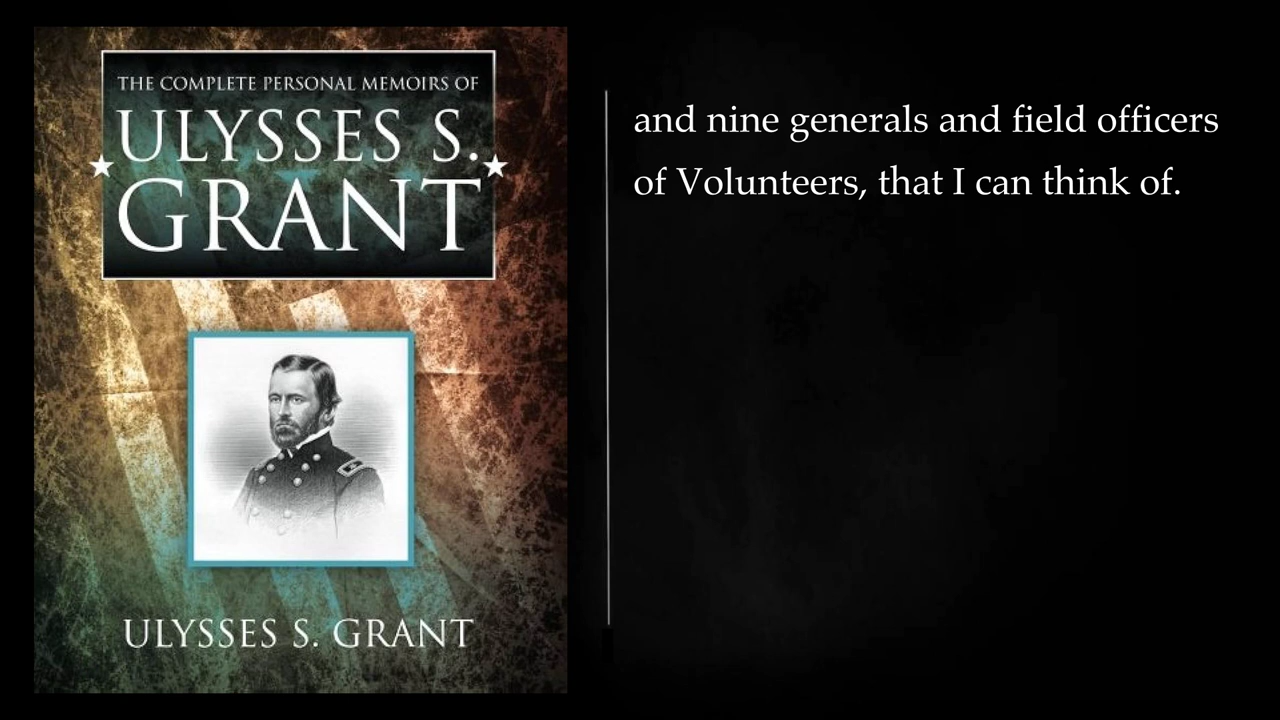 THE COMPLETE PERSONAL MEMOIRS OF
ULYSSES S.
GRANT
ULYSSES S. GRANT
and nine generals and field officers
of Volunteers, that I can think of.